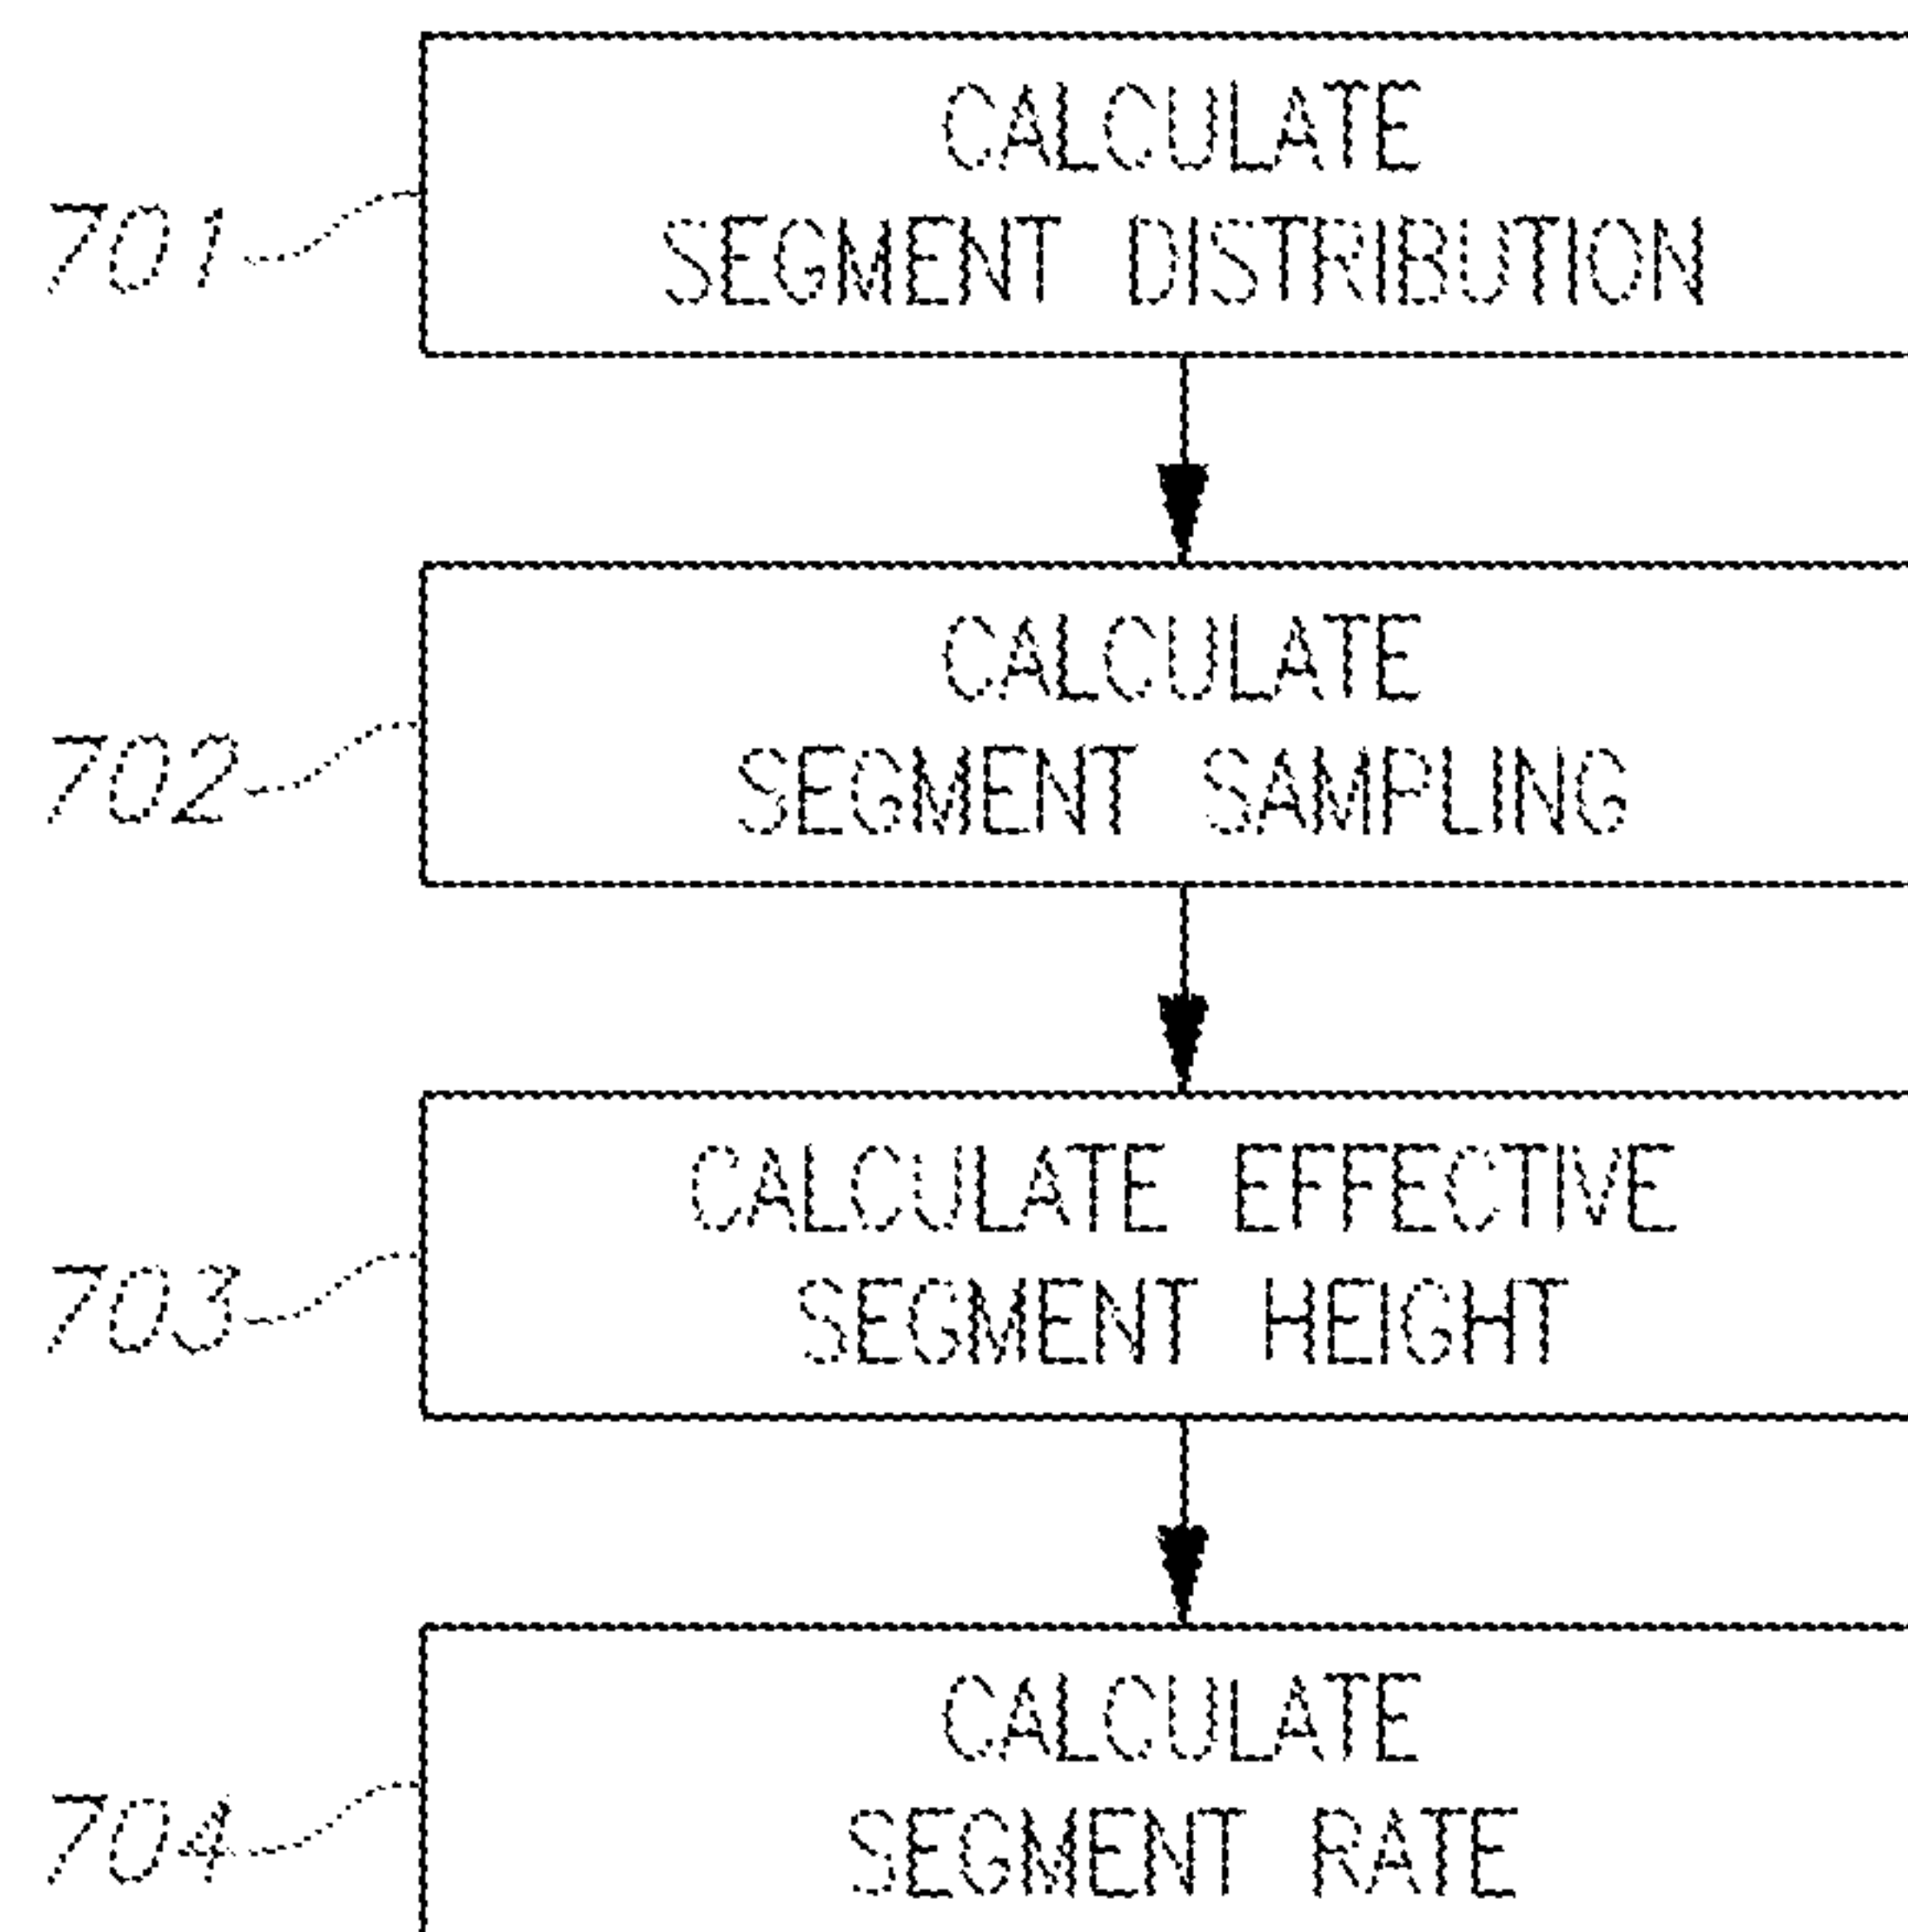 CALCULATE
SEGMENT DISTRIBUTION
701
CALCULATE
SEGMENT SAMPLING
702
CALCULATE EFFECTIVE
SEGMENT HEIGHT
703
CALCULATE
SEGMENT RATE
704